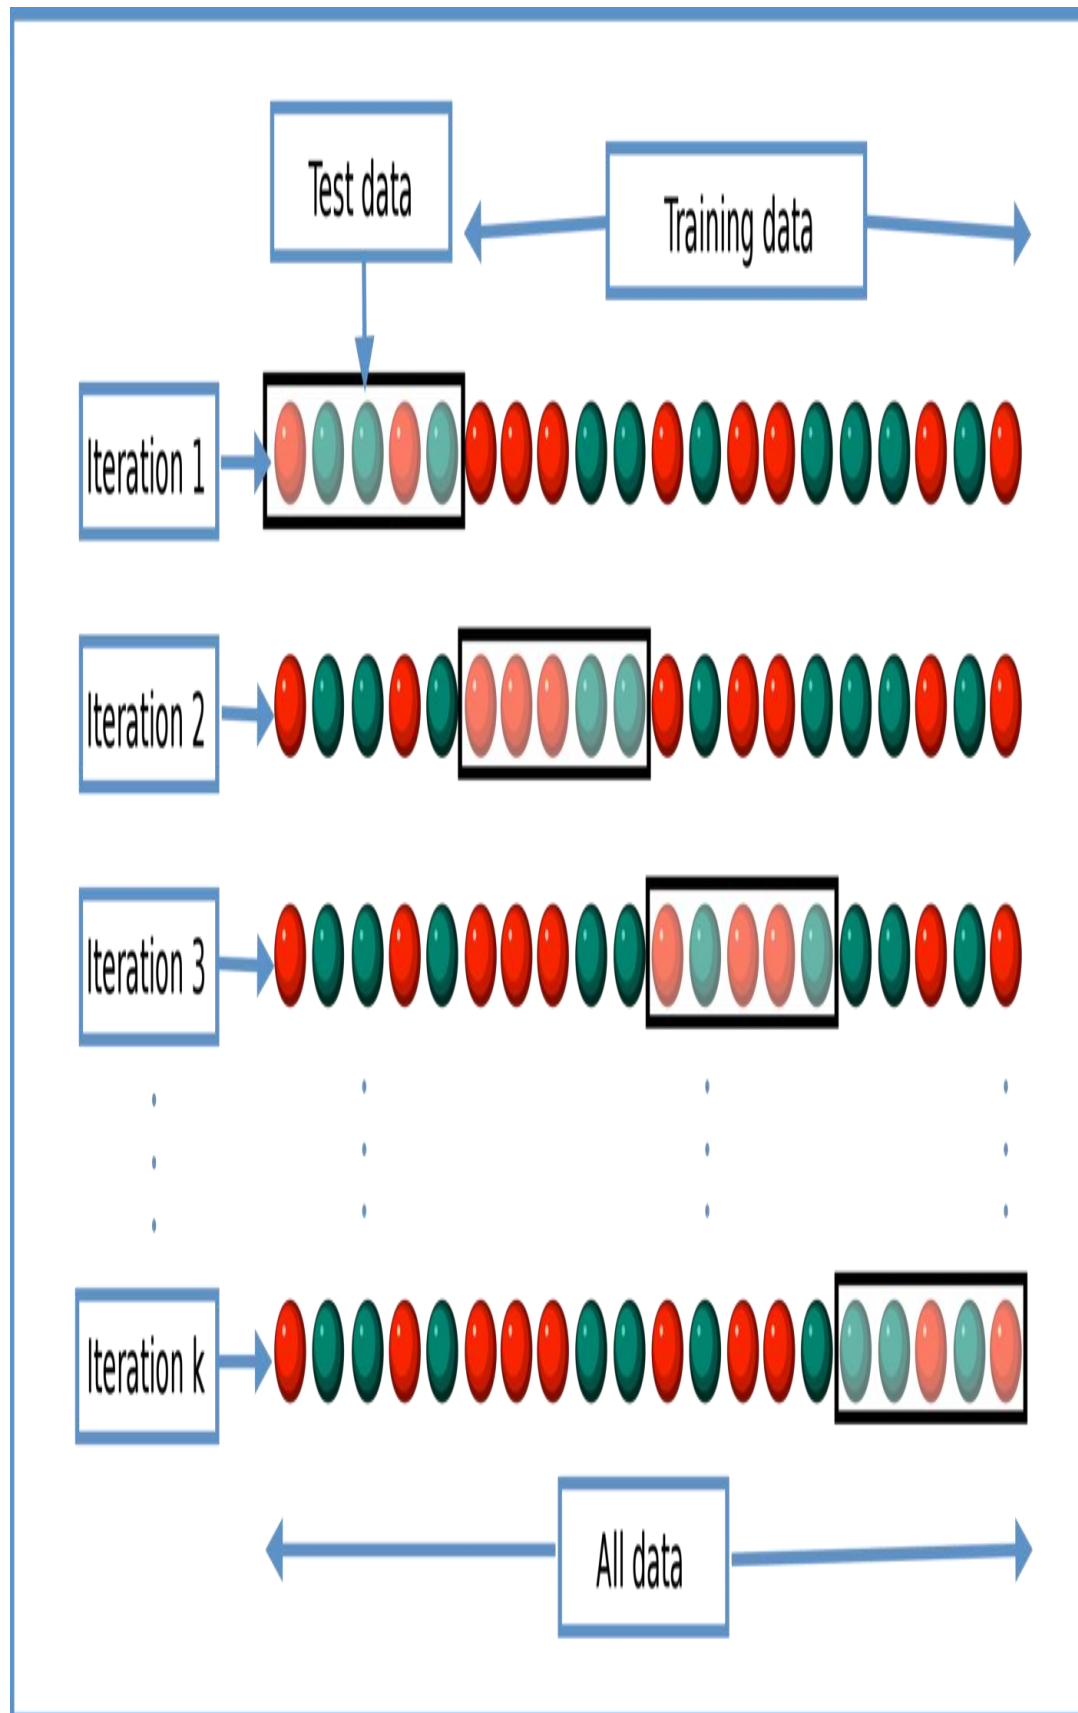 Test data
Training data
Iteration 1
Iteration 2
Iteration 3
Iteration k
All data